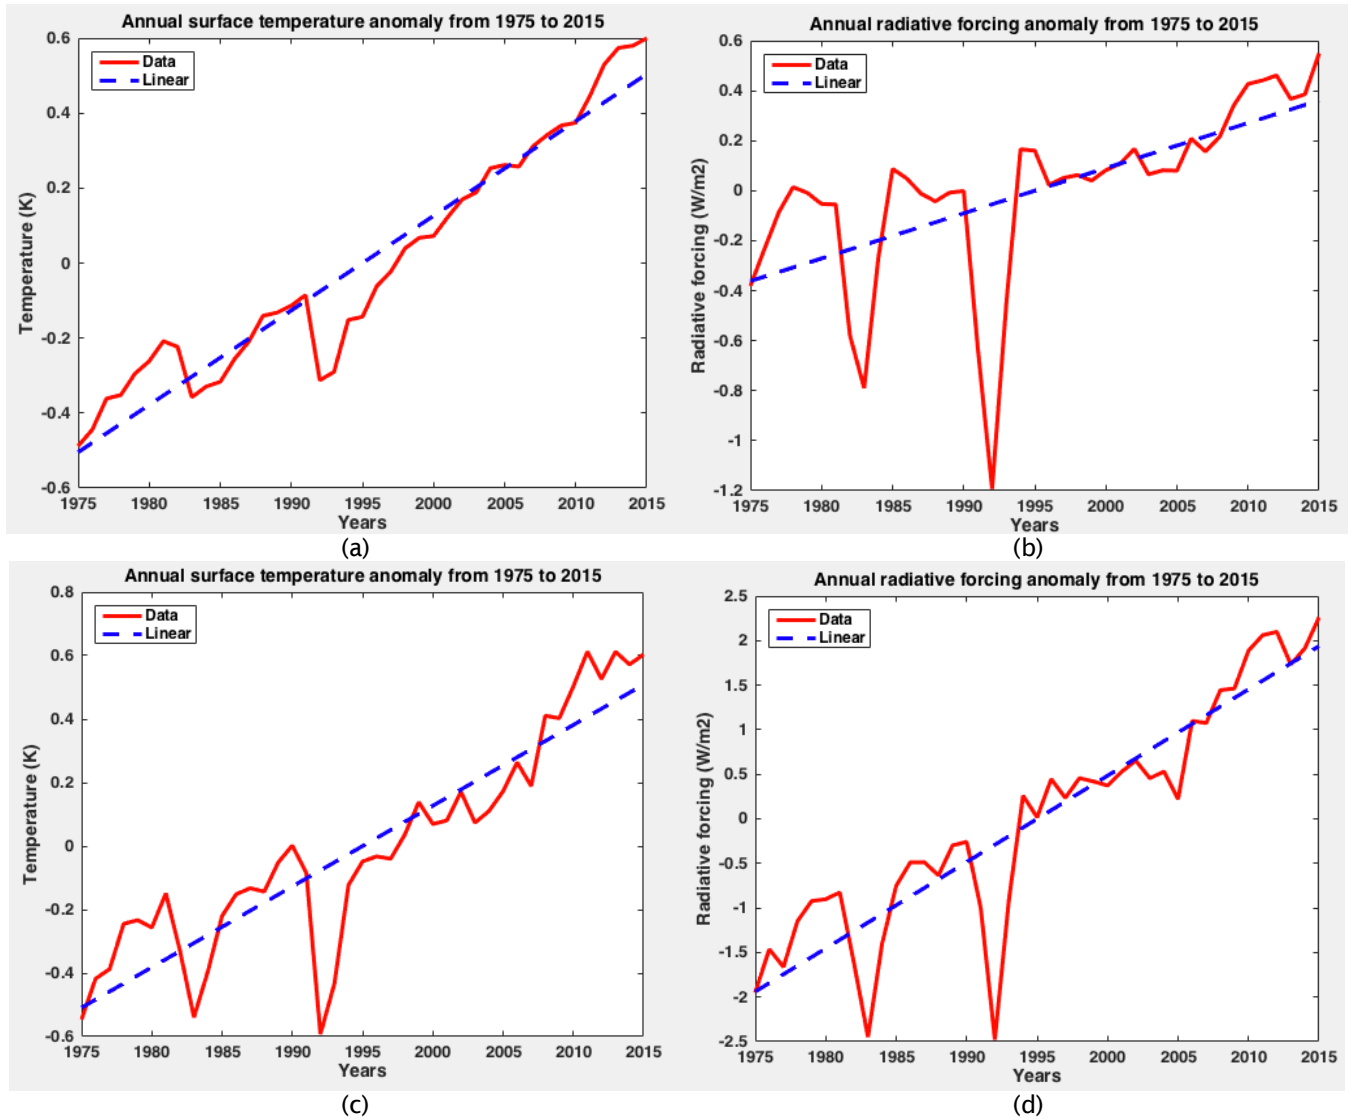 Annual surface temperature anomaly from 1975 to 2015
0.6
0.4
0.2
0
-0.2
-0.4
-0.6
Temperature (K)
Data
Linear
1975 1980 1985 1990 1995 2000 2005 2010 2015
Years
(a)
Annual radiative forcing anomaly from 1975 to 2015
0.6
0.4
0.2
0
-0.2
-0.4
-0.6
-0.8
-1
-1.2
Radiative forcing (W/m2)
Data
Linear
1975 1980 1985 1990 1995 2000 2005 2010 2015
Years
(b)
Annual surface temperature anomaly from 1975 to 2015
0.8
0.6
0.4
0.2
0
-0.2
-0.4
-0.6
Temperature (K)
Data
Linear
1975 1980 1985 1990 1995 2000 2005 2010 2015
Years
(c)
Annual radiative forcing anomaly from 1975 to 2015
2.5
2
1.5
1
0.5
0
-0.5
-1
-1.5
-2
-2.5
Radiative forcing (W/m2)
Data
Linear
1975 1980 1985 1990 1995 2000 2005 2010 2015
Years
(d)